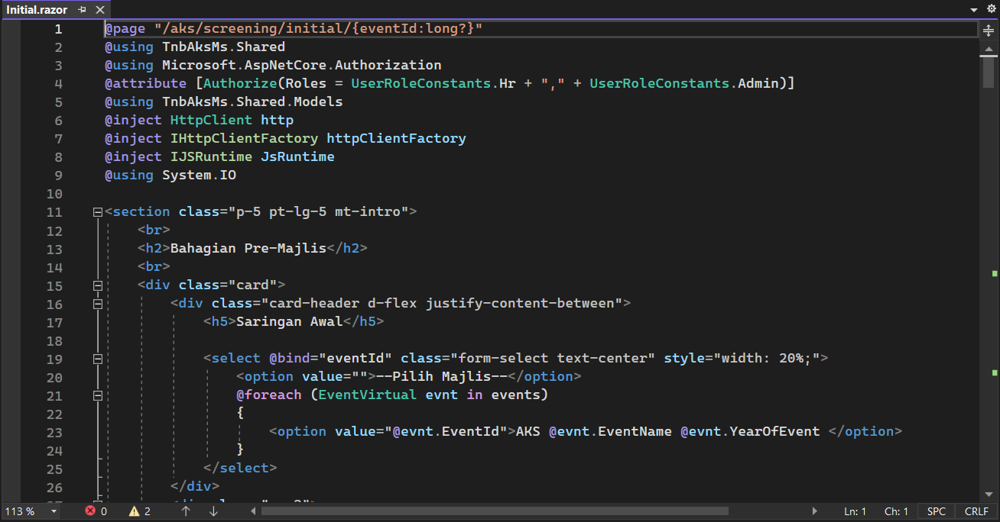 Initial.razor
1 @page "/aks/screening/initial/{eventId:long?}"
2 @using TnbAksMs.Shared
3 @using Microsoft.AspNetCore.Authorization
4 @attribute [Authorize(Roles = UserRoleConstants.Hr + "," + UserRoleConstants.Admin)]
5 @using TnbAksMs.Shared.Models
6 @inject HttpClient http
7 @inject IHttpClientFactory httpClientFactory
8 @inject IJSRuntime JsRuntime
9 @using System.IO
10
11 <section class="p-5 pt-lg-5 mt-intro">
12 <br>
13 <h2>Bahagian Pre-Majlis</h2>
14 <br>
15 <div class="card">
16 <div class="card-header d-flex justify-content-between">
17 <h5>Saringan Awal</h5>
18
19 <select @bind="eventId" class="form-select text-center" style="width: 20%;">
20 <option value="">--Pilih Majlis--</option>
21 @foreach (EventVirtual evnt in events)
22 {
23 <option value="@evnt.EventId">AKS @evnt.EventName @evnt.YearOfEvent </option>
24 }
25 </select>
26 </div>
113 % 0 2 Ln: 1 Ch: 1 SPC CRLF